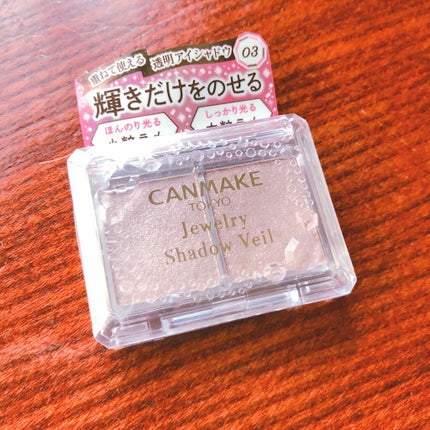 重ねて使える 透明アイシャドウ 03
輝きだけをのせる
ほんのり光る しっかり光る
CANMAKE
TOKYO
Jewelry
Shadow Veil